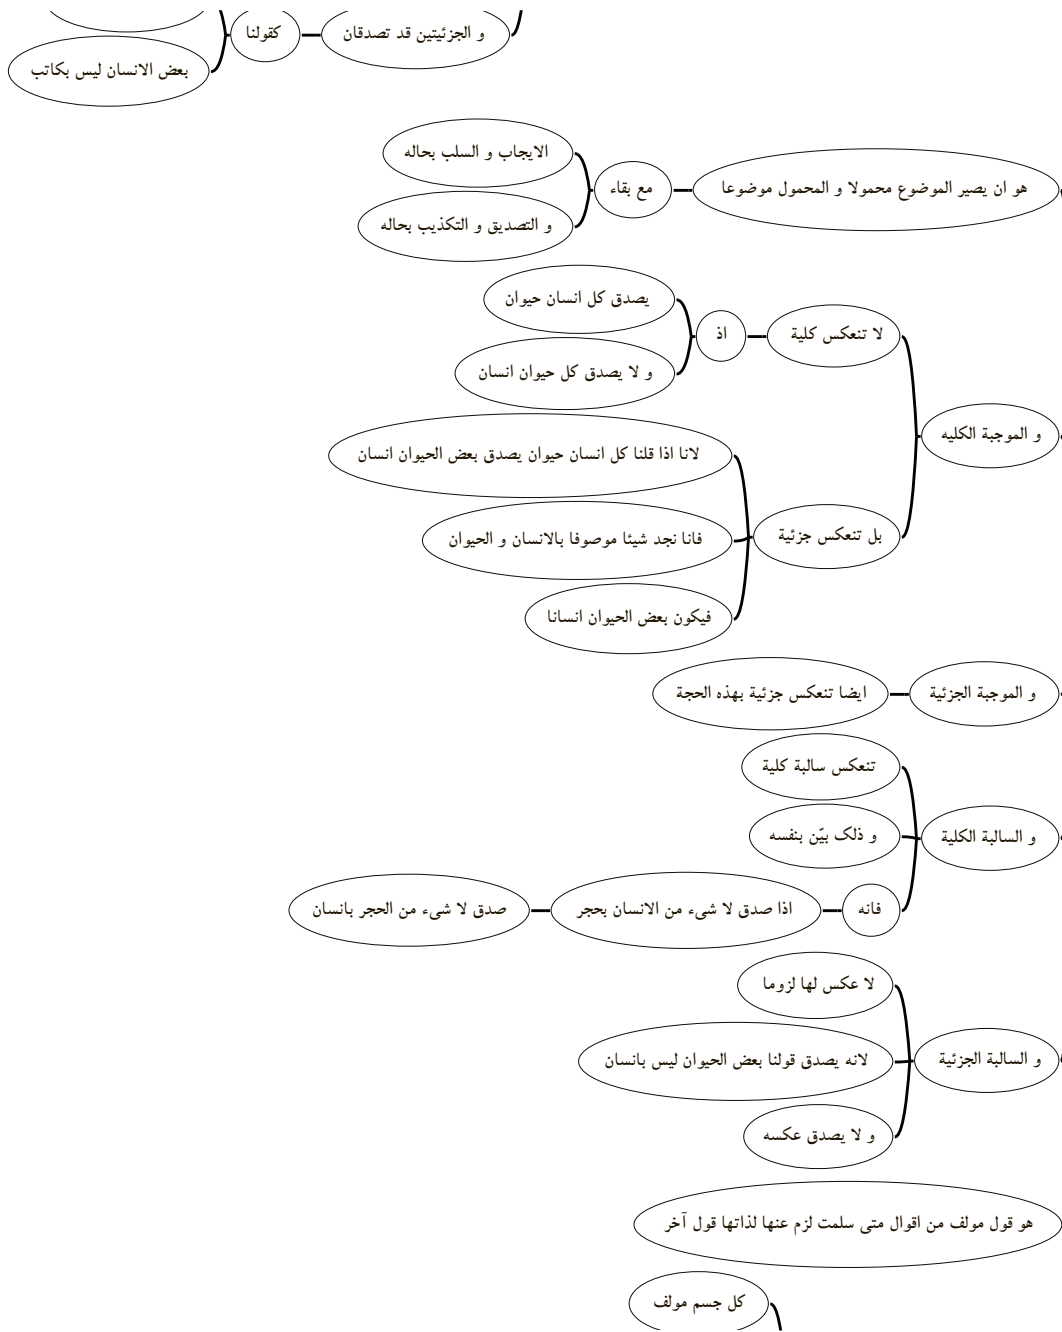 و الجزئيتين قد تصدقان
كقولنا
بعض الانسان ليس بكاتب
هو ان يصير الموضوع محمولا و المحمول موضوعا
مع بقاء
الايجاب و السلب بحاله
و التصديق و التكذيب بحاله
و الموجبة الكليه
لا تنعكس كلية
اذ
يصدق كل انسان حيوان
و لا يصدق كل حيوان انسان
بل تنعكس جزئية
لانا اذا قلنا كل انسان حيوان يصدق بعض الحيوان انسان
فانا نجد شيئا موصوفا بالانسان و الحيوان
فيكون بعض الحيوان انسانا
و الموجبة الجزئية
ايضا تنعكس جزئية بهذه الحجة
و السالبة الكلية
تنعكس سالبة كلية
و ذلک بيّن بنفسه
فانه
اذا صدق لا شىء من الانسان بحجر
صدق لا شىء من الحجر بانسان
و السالبة الجزئية
لا عكس لها لزوما
لانه يصدق قولنا بعض الحيوان ليس بانسان
و لا يصدق عكسه
هو قول مولف من اقوال متى سلمت لزم عنها لذاتها قول آخر
كل جسم مولف